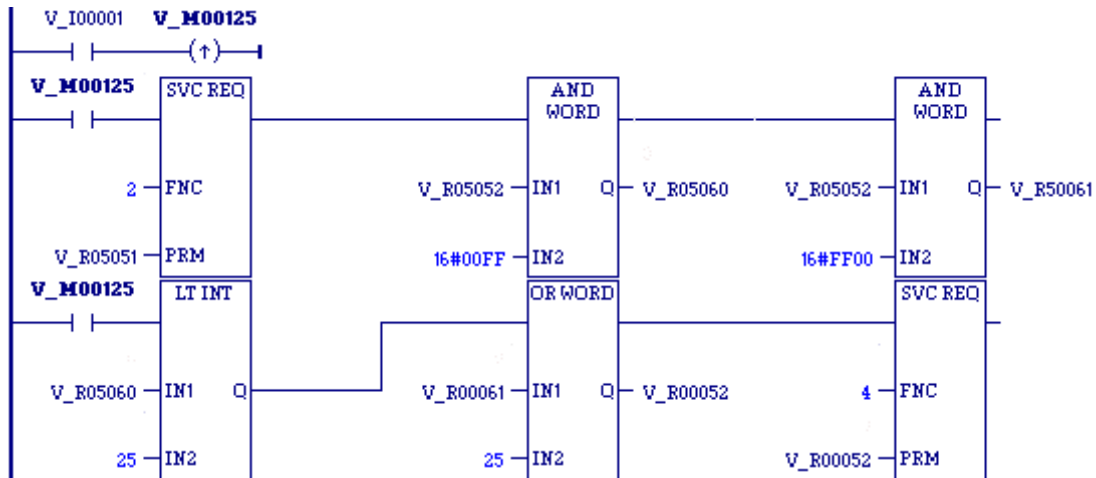 V_I00001 V_M00125
(↑)
V_M00125 SVC REQ AND AND
WORD WORD
2 FNC V_R05052 IN1 Q V_R05060 V_R05052 IN1 Q V_R50061
V_R05051 PRM 16#00FF IN2 16#FF00 IN2
V_M00125 LT INT OR WORD SVC REQ
V_R05060 IN1 Q V_R00061 IN1 Q V_R00052 4 FNC
25 IN2 25 IN2 V_R00052 PRM